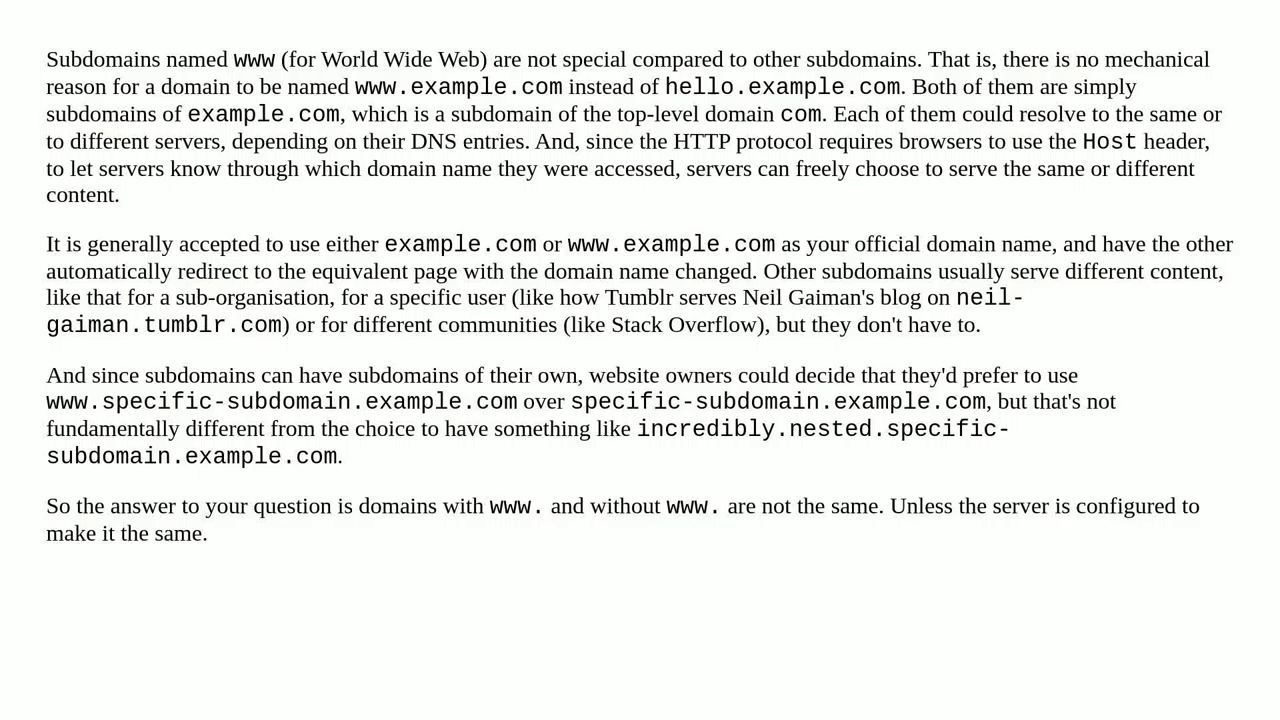 Subdomains named www (for World Wide Web) are not special compared to other subdomains. That is, there is no mechanical
reason for a domain to be named www.example.com instead of hello.example.com. Both of them are simply
subdomains of example.com, which is a subdomain of the top-level domain com. Each of them could resolve to the same or
to different servers, depending on their DNS entries. And, since the HTTP protocol requires browsers to use the Host header,
to let servers know through which domain name they were accessed, servers can freely choose to serve the same or different
content.
It is generally accepted to use either example.com or www.example.com as your official domain name, and have the other
automatically redirect to the equivalent page with the domain name changed. Other subdomains usually serve different content,
like that for a sub-organisation, for a specific user (like how Tumblr serves Neil Gaiman's blog on neil-
gaiman.tumblr.com) or for different communities (like Stack Overflow), but they don't have to.
And since subdomains can have subdomains of their own, website owners could decide that they'd prefer to use
www.specific-subdomain.example.com over specific-subdomain.example.com, but that's not
fundamentally different from the choice to have something like incredibly.nested.specific-
subdomain.example.com.
So the answer to your question is domains with www. and without www. are not the same. Unless the server is configured to
make it the same.